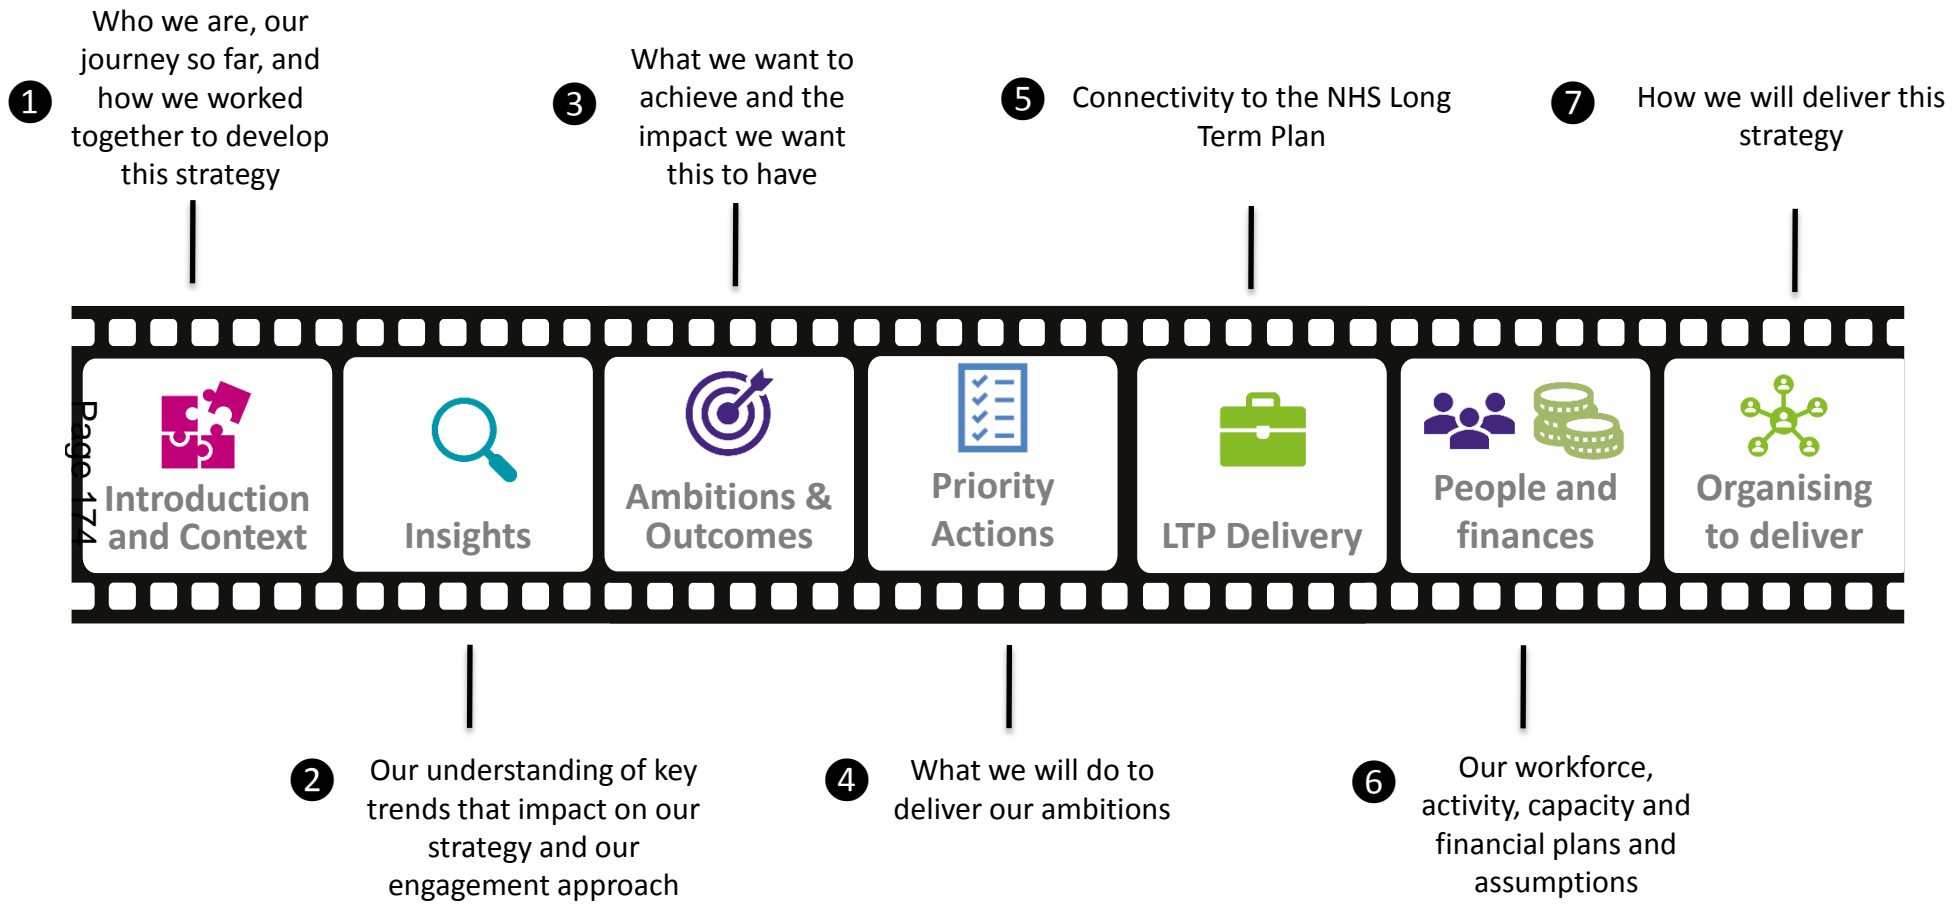 1
Who we are, our
journey so far, and
how we worked
together to develop
this strategy
3
What we want to
achieve and the
impact we want
this to have
5
Connectivity to the NHS Long
Term Plan
7
How we will deliver this
strategy
Page 174
Introduction
and Context
Insights
Ambitions &
Outcomes
Priority
Actions
LTP Delivery
People and
finances
Organising
to deliver
2
Our understanding of key
trends that impact on our
strategy and our
engagement approach
4
What we will do to
deliver our ambitions
6
Our workforce,
activity, capacity and
financial plans and
assumptions